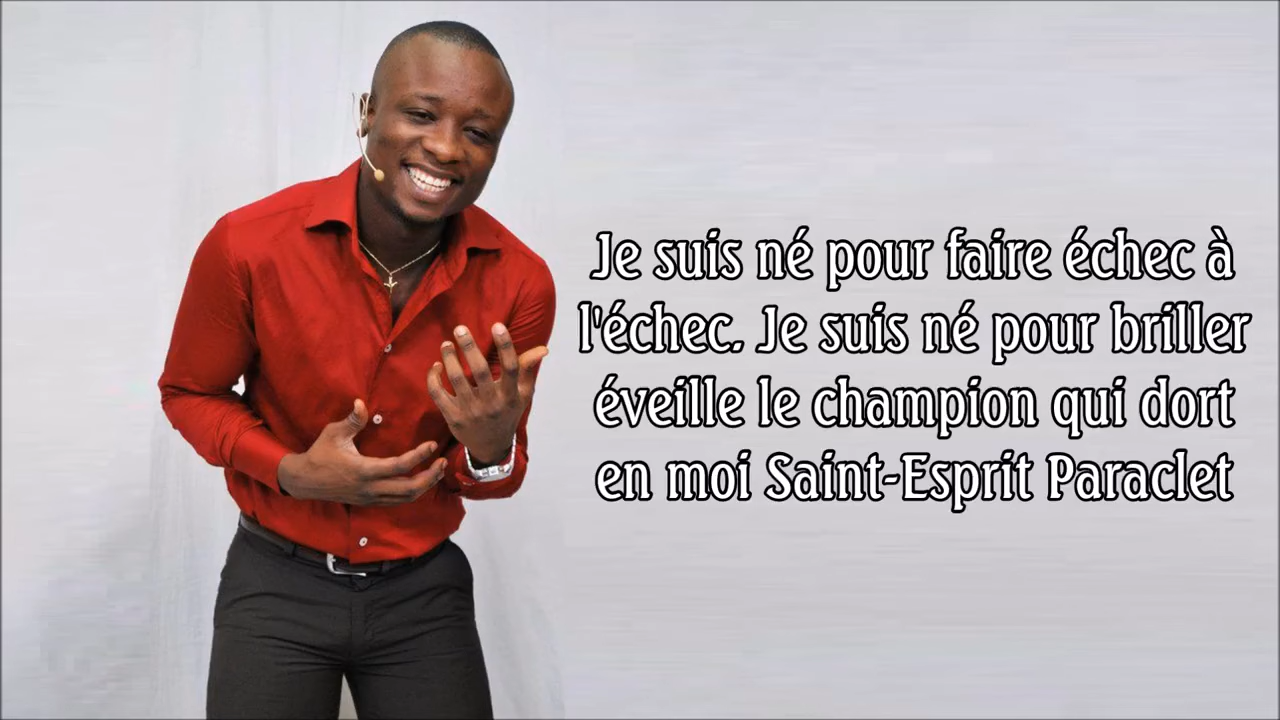 Je suis né pour faire échec à
l'échec. Je suis né pour briller
éveille le champion qui dort
en moi Saint-Esprit Paraclet